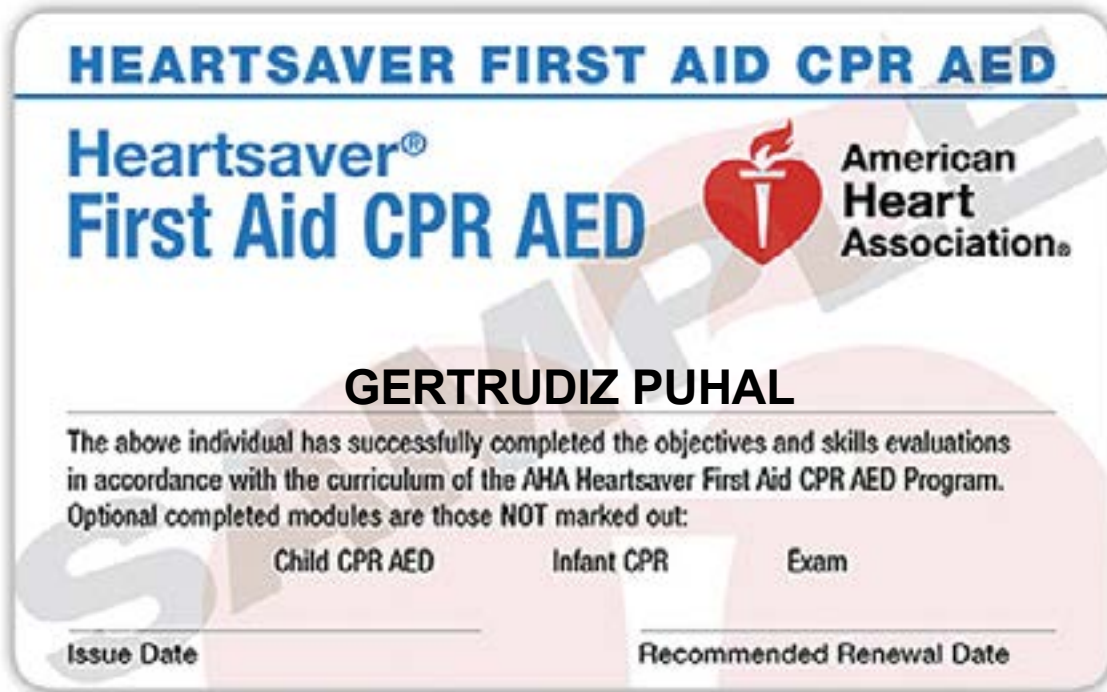 HEARTSAVER FIRST AID CPR AED
Heartsaver®
First Aid CPR AED
American
Heart
Association®
SAMPLE
GERTRUDIZ PUHAL
The above individual has successfully completed the objectives and skills evaluations
in accordance with the curriculum of the AHA Heartsaver First Aid CPR AED Program.
Optional completed modules are those NOT marked out:
Child CPR AED Infant CPR Exam
Issue Date Recommended Renewal Date